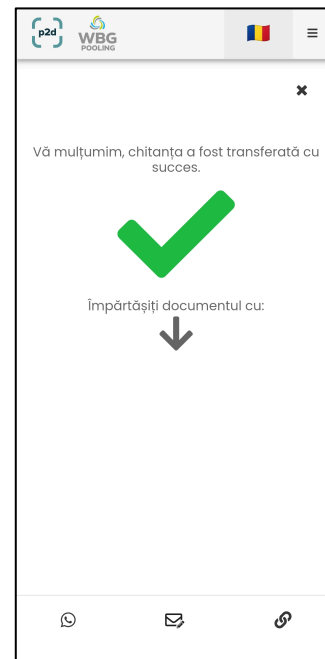 p2d
WBG
POOLING
Vă mulțumim, chitanța a fost transferată cu
succes.
Împărtășiți documentul cu: